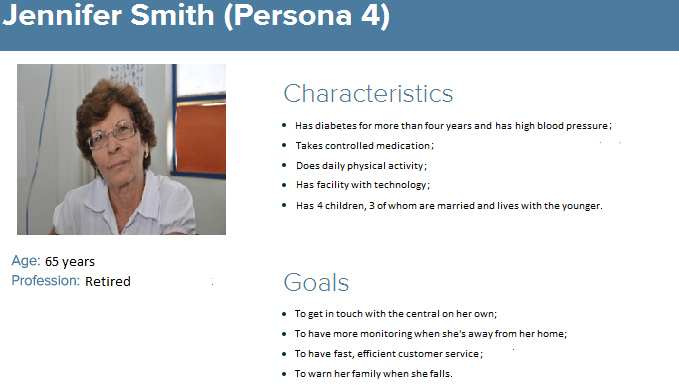 Jennifer Smith (Persona 4)
Characteristics
Has diabetes for more than four years and has high blood pressure;
Takes controlled medication;
Does daily physical activity;
Has facility with technology;
Has 4 children, 3 of whom are married and lives with the younger.
Age: 65 years
Profession: Retired
Goals
To get in touch with the central on her own;
To have more monitoring when she's away from her home;
To have fast, efficient customer service;
To warn her family when she falls.